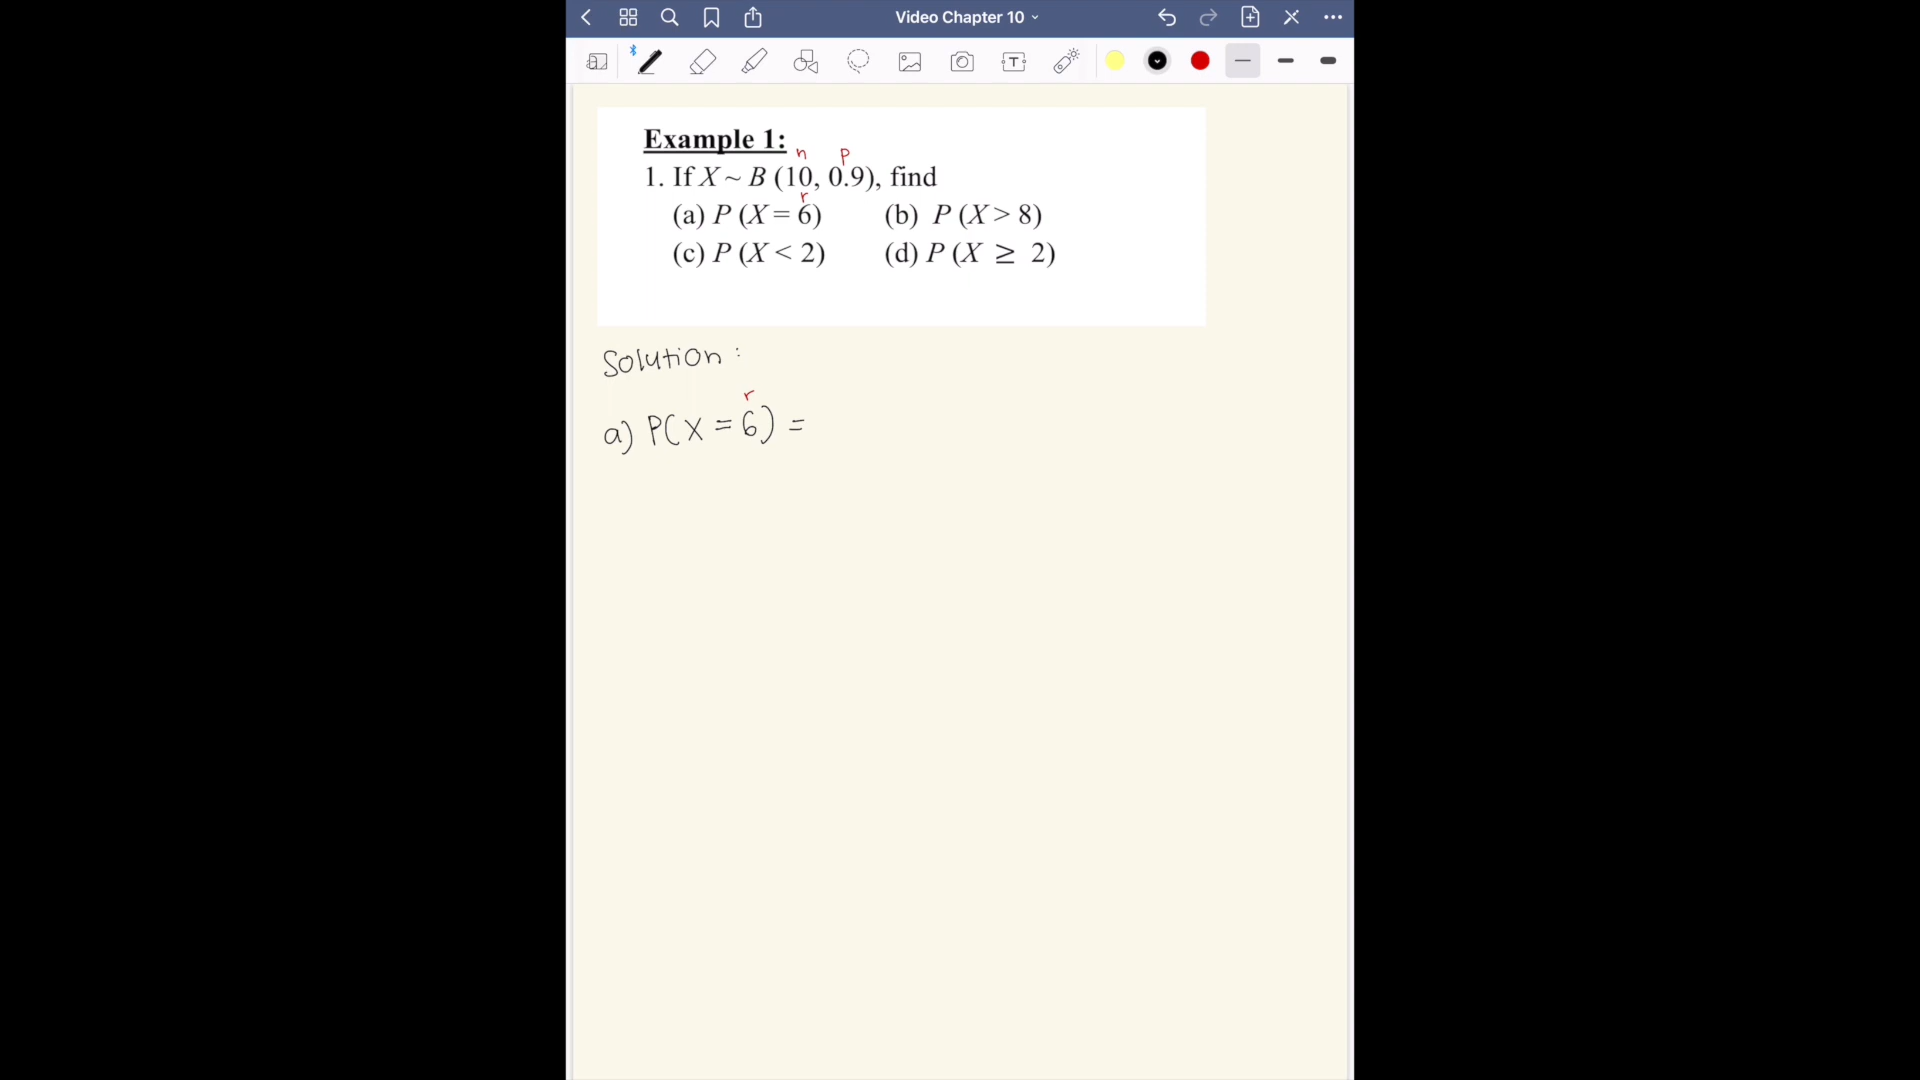 Video Chapter 10
Example 1:
n p
1. If X ~ B (10, 0.9), find
r
(a) P (X = 6) (b) P (X > 8)
(c) P (X < 2) (d) P (X ≥ 2)
Solution :
r
a) P(X = 6) =